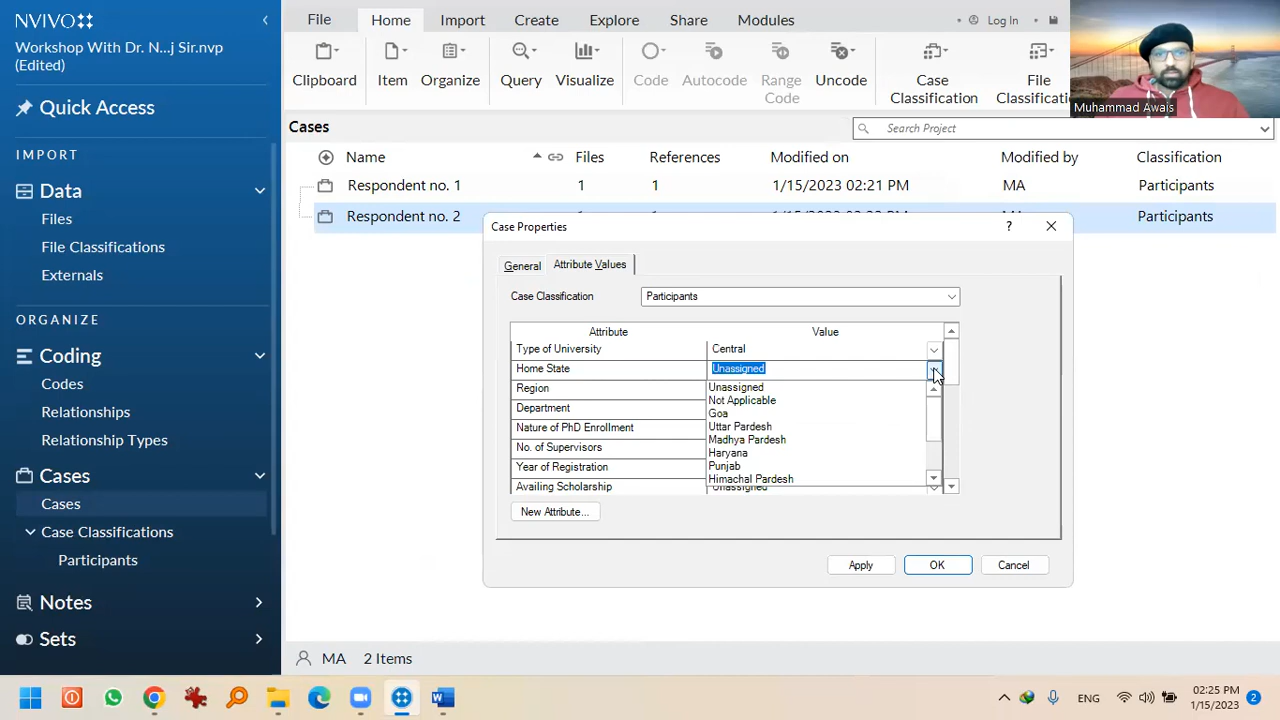 NVIVO
Workshop With Dr. N...j Sir.nvp
(Edited)
Quick Access
IMPORT
Data
Files
File Classifications
Externals
ORGANIZE
Coding
Codes
Relationships
Relationship Types
Cases
Cases
Case Classifications
Participants
Notes
Sets
File Home Import Create Explore Share Modules Log In
Clipboard Item Organize Query Visualize Code Autocode Range Code Uncode Case Classification File
Muhammad Awais
Cases Search Project
Name Files References Modified on Modified by Classification
Respondent no. 1 1 1 1/15/2023 02:21 PM MA Participants
Respondent no. 2 Participants
Case Properties ?
General Attribute Values
Case Classification Participants
Attribute Value
Type of University Central
Home State Unassigned
Region
Department
Nature of PhD Enrollment
No. of Supervisors
Year of Registration
Availing Scholarship Unassigned
Unassigned
Not Applicable
Goa
Uttar Pardesh
Madhya Pardesh
Haryana
Punjab
Himachal Pardesh
New Attribute...
Apply OK Cancel
MA 2 Items
ENG 02:25 PM
1/15/2023 2